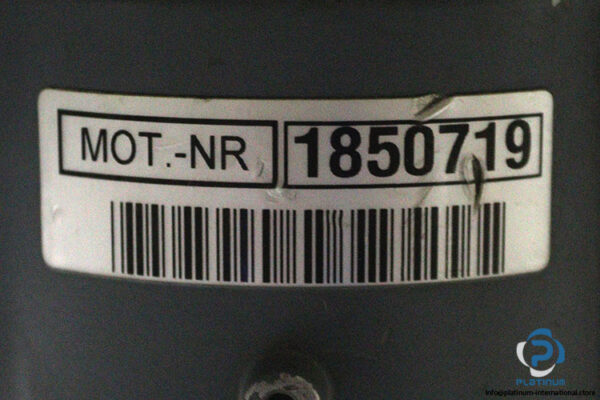 MOT.-NR 1850719
PLATINUM
info@platinum-international.store